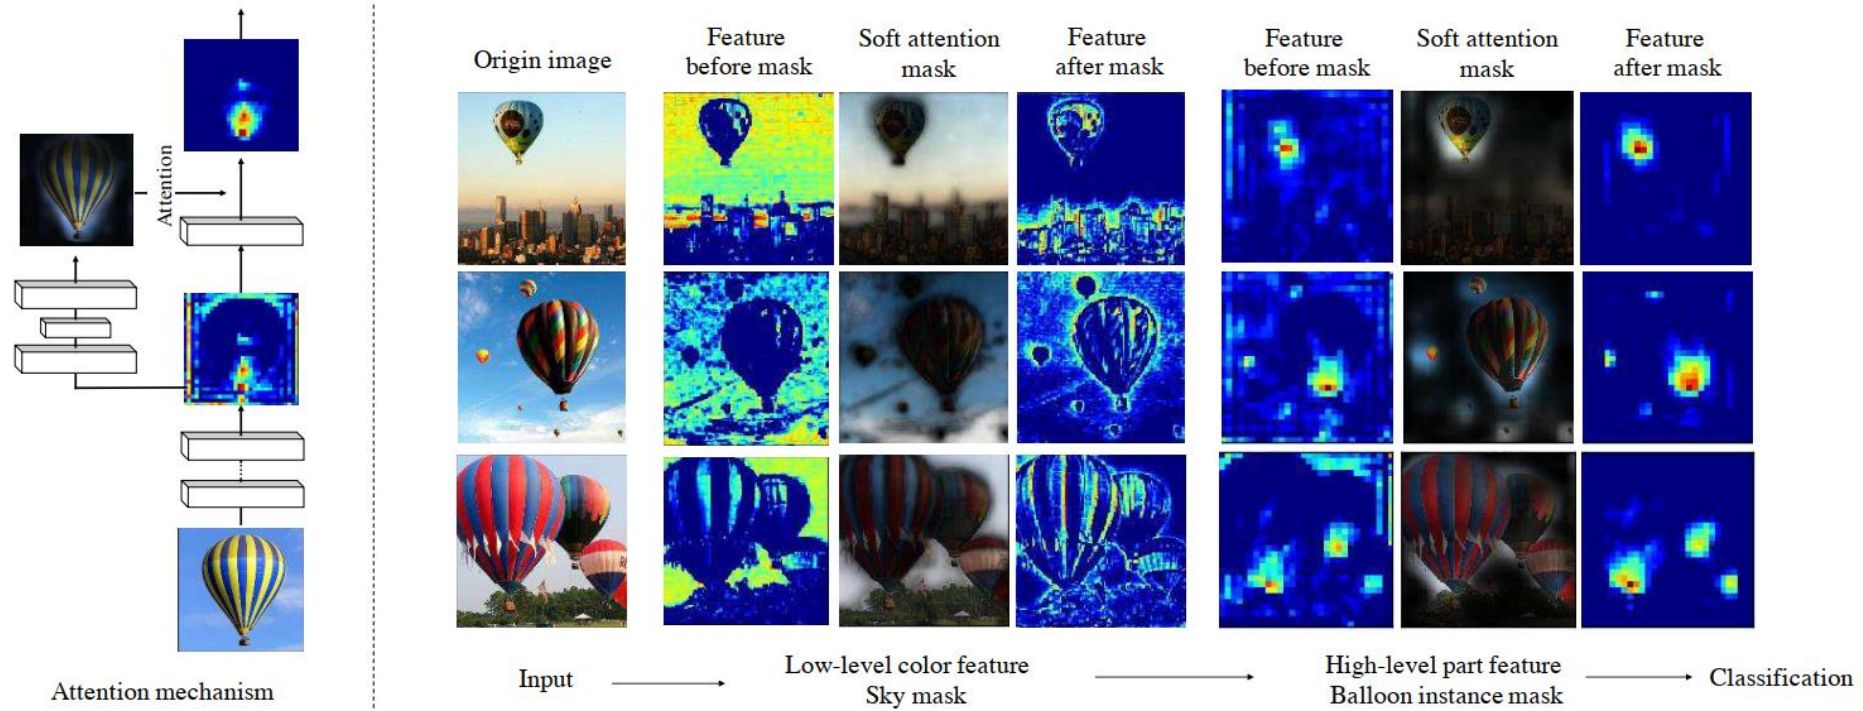 Attention
Attention mechanism
Origin image
Feature
before mask
Soft attention
mask
Feature
after mask
Feature
before mask
Soft attention
mask
Feature
after mask
Input
Low-level color feature
Sky mask
High-level part feature
Balloon instance mask
Classification